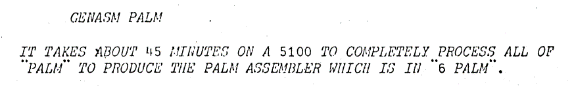 GENASM PALM
IT TAKES ABOUT 45 MINUTES ON A 5100 TO COMPLETELY PROCESS ALL OF
"PALM" TO PRODUCE THE PALM ASSEMBLER WHICH IS IN "6 PALM".